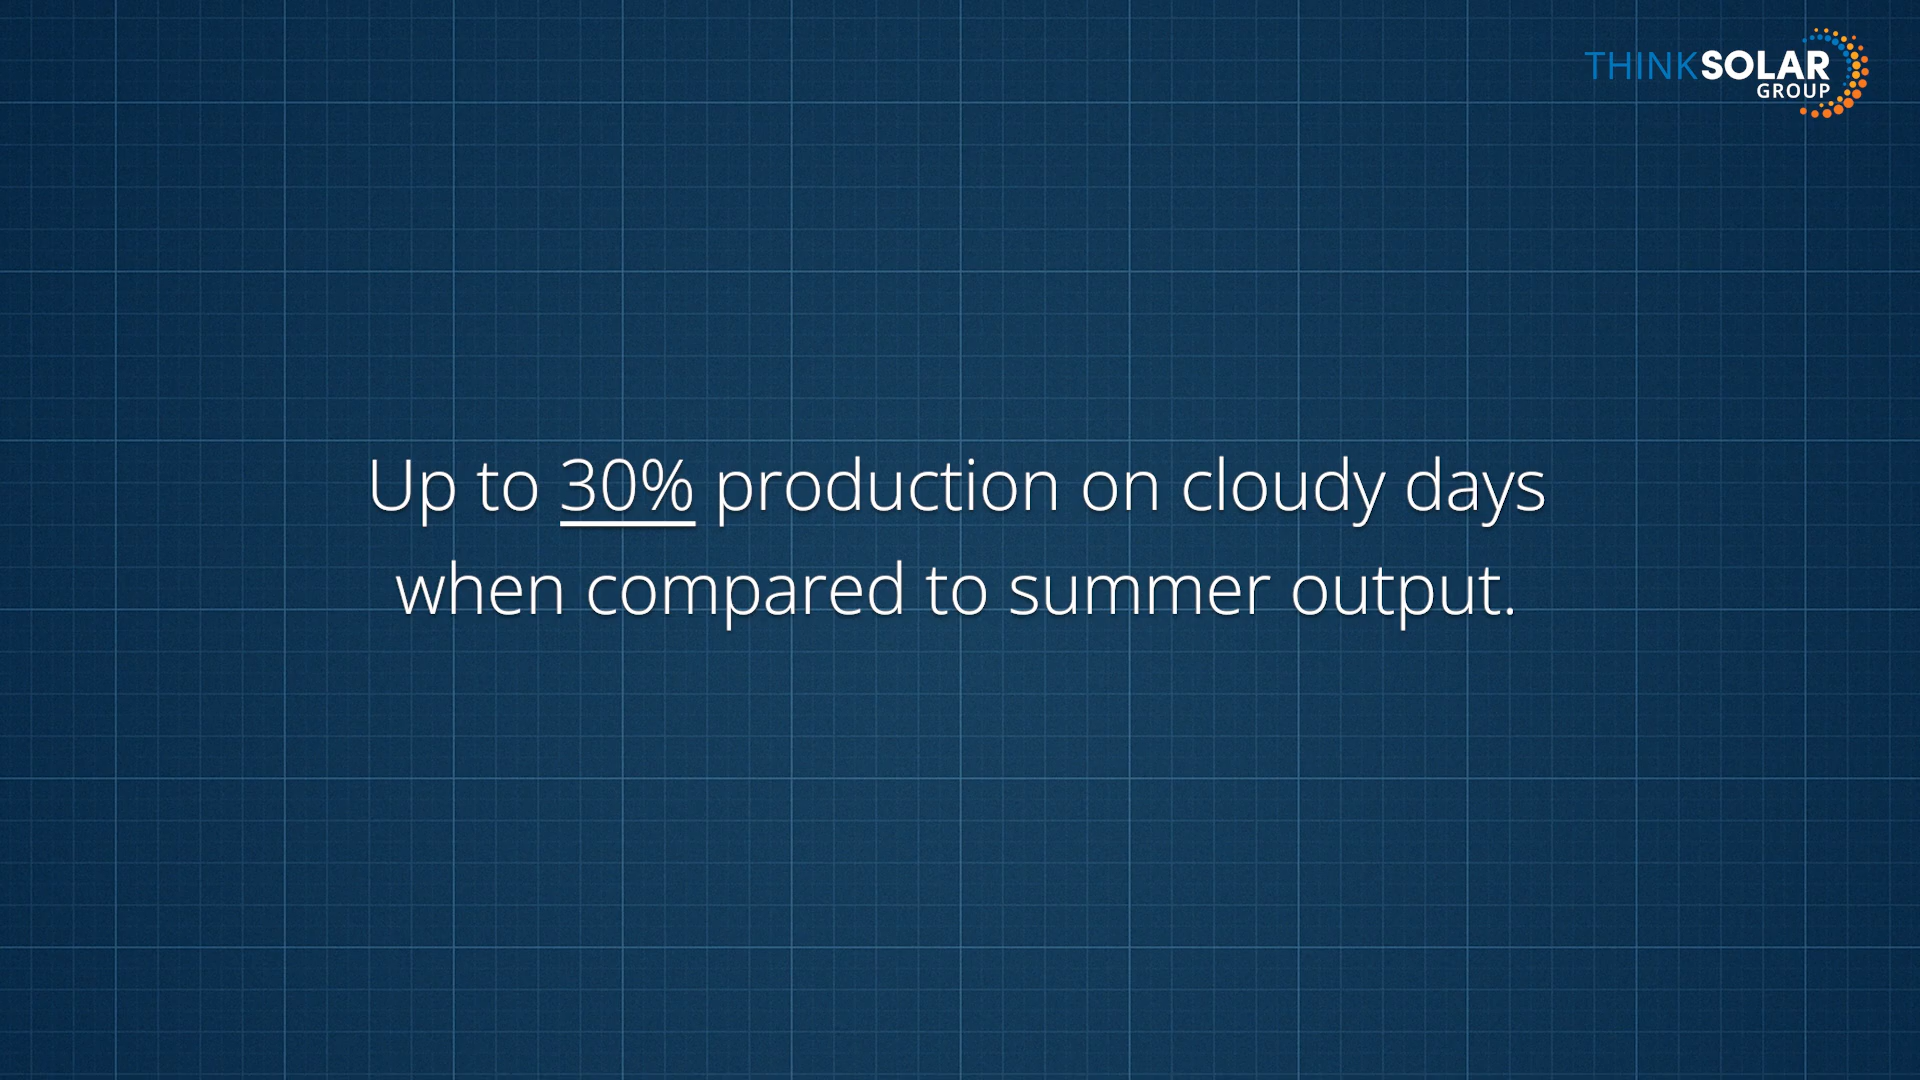 THINKSOLAR
GROUP
Up to 30% production on cloudy days
when compared to summer output.